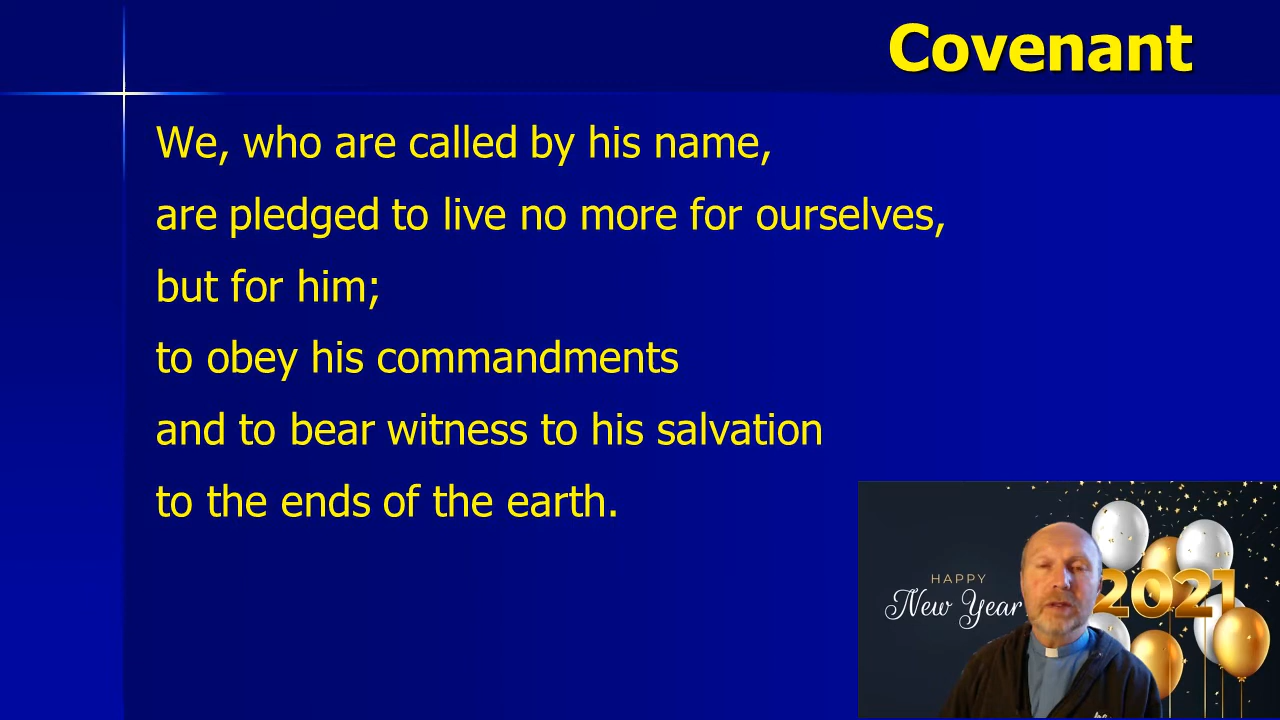 Covenant
We, who are called by his name,
are pledged to live no more for ourselves,
but for him;
to obey his commandments
and to bear witness to his salvation
to the ends of the earth.
HAPPY
New Year
2021